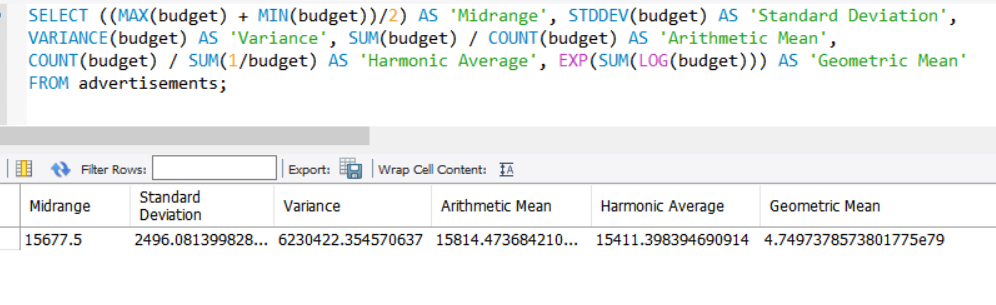 SELECT ((MAX(budget) + MIN(budget))/2) AS 'Midrange', STDDEV(budget) AS 'Standard Deviation',
VARIANCE(budget) AS 'Variance', SUM(budget) / COUNT(budget) AS 'Arithmetic Mean',
COUNT(budget) / SUM(1/budget) AS 'Harmonic Average', EXP(SUM(LOG(budget))) AS 'Geometric Mean'
FROM advertisements;
Filter Rows: Export: Wrap Cell Content:
Midrange Standard Deviation Variance Arithmetic Mean Harmonic Average Geometric Mean
15677.5 2496.081399828... 6230422.354570637 15814.473684210... 15411.398394690914 4.7497378573801775e79